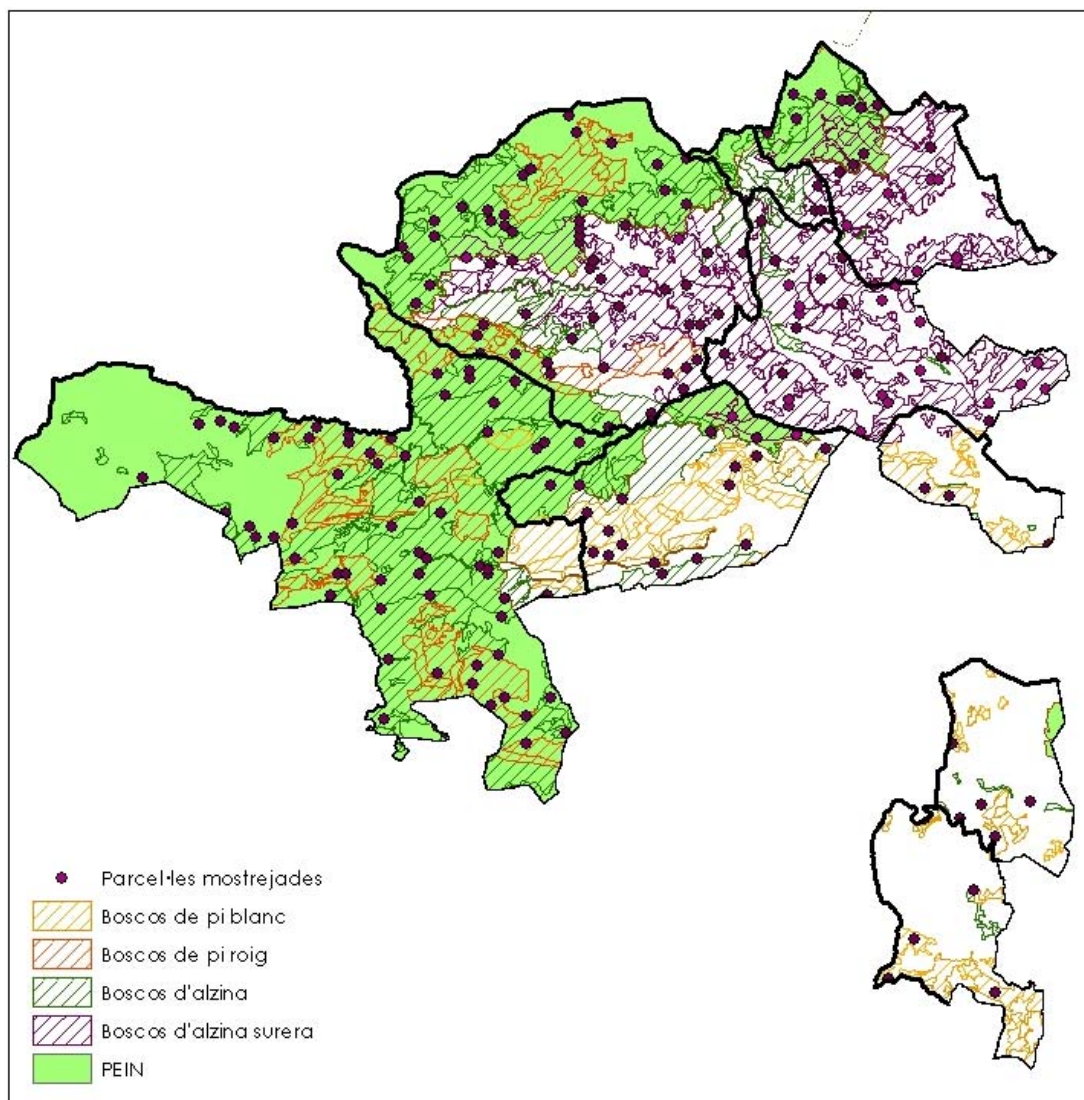 Parcel·les mostrejades
Boscos de pi blanc
Boscos de pi roig
Boscos d'alzina
Boscos d'alzina surera
PEIN